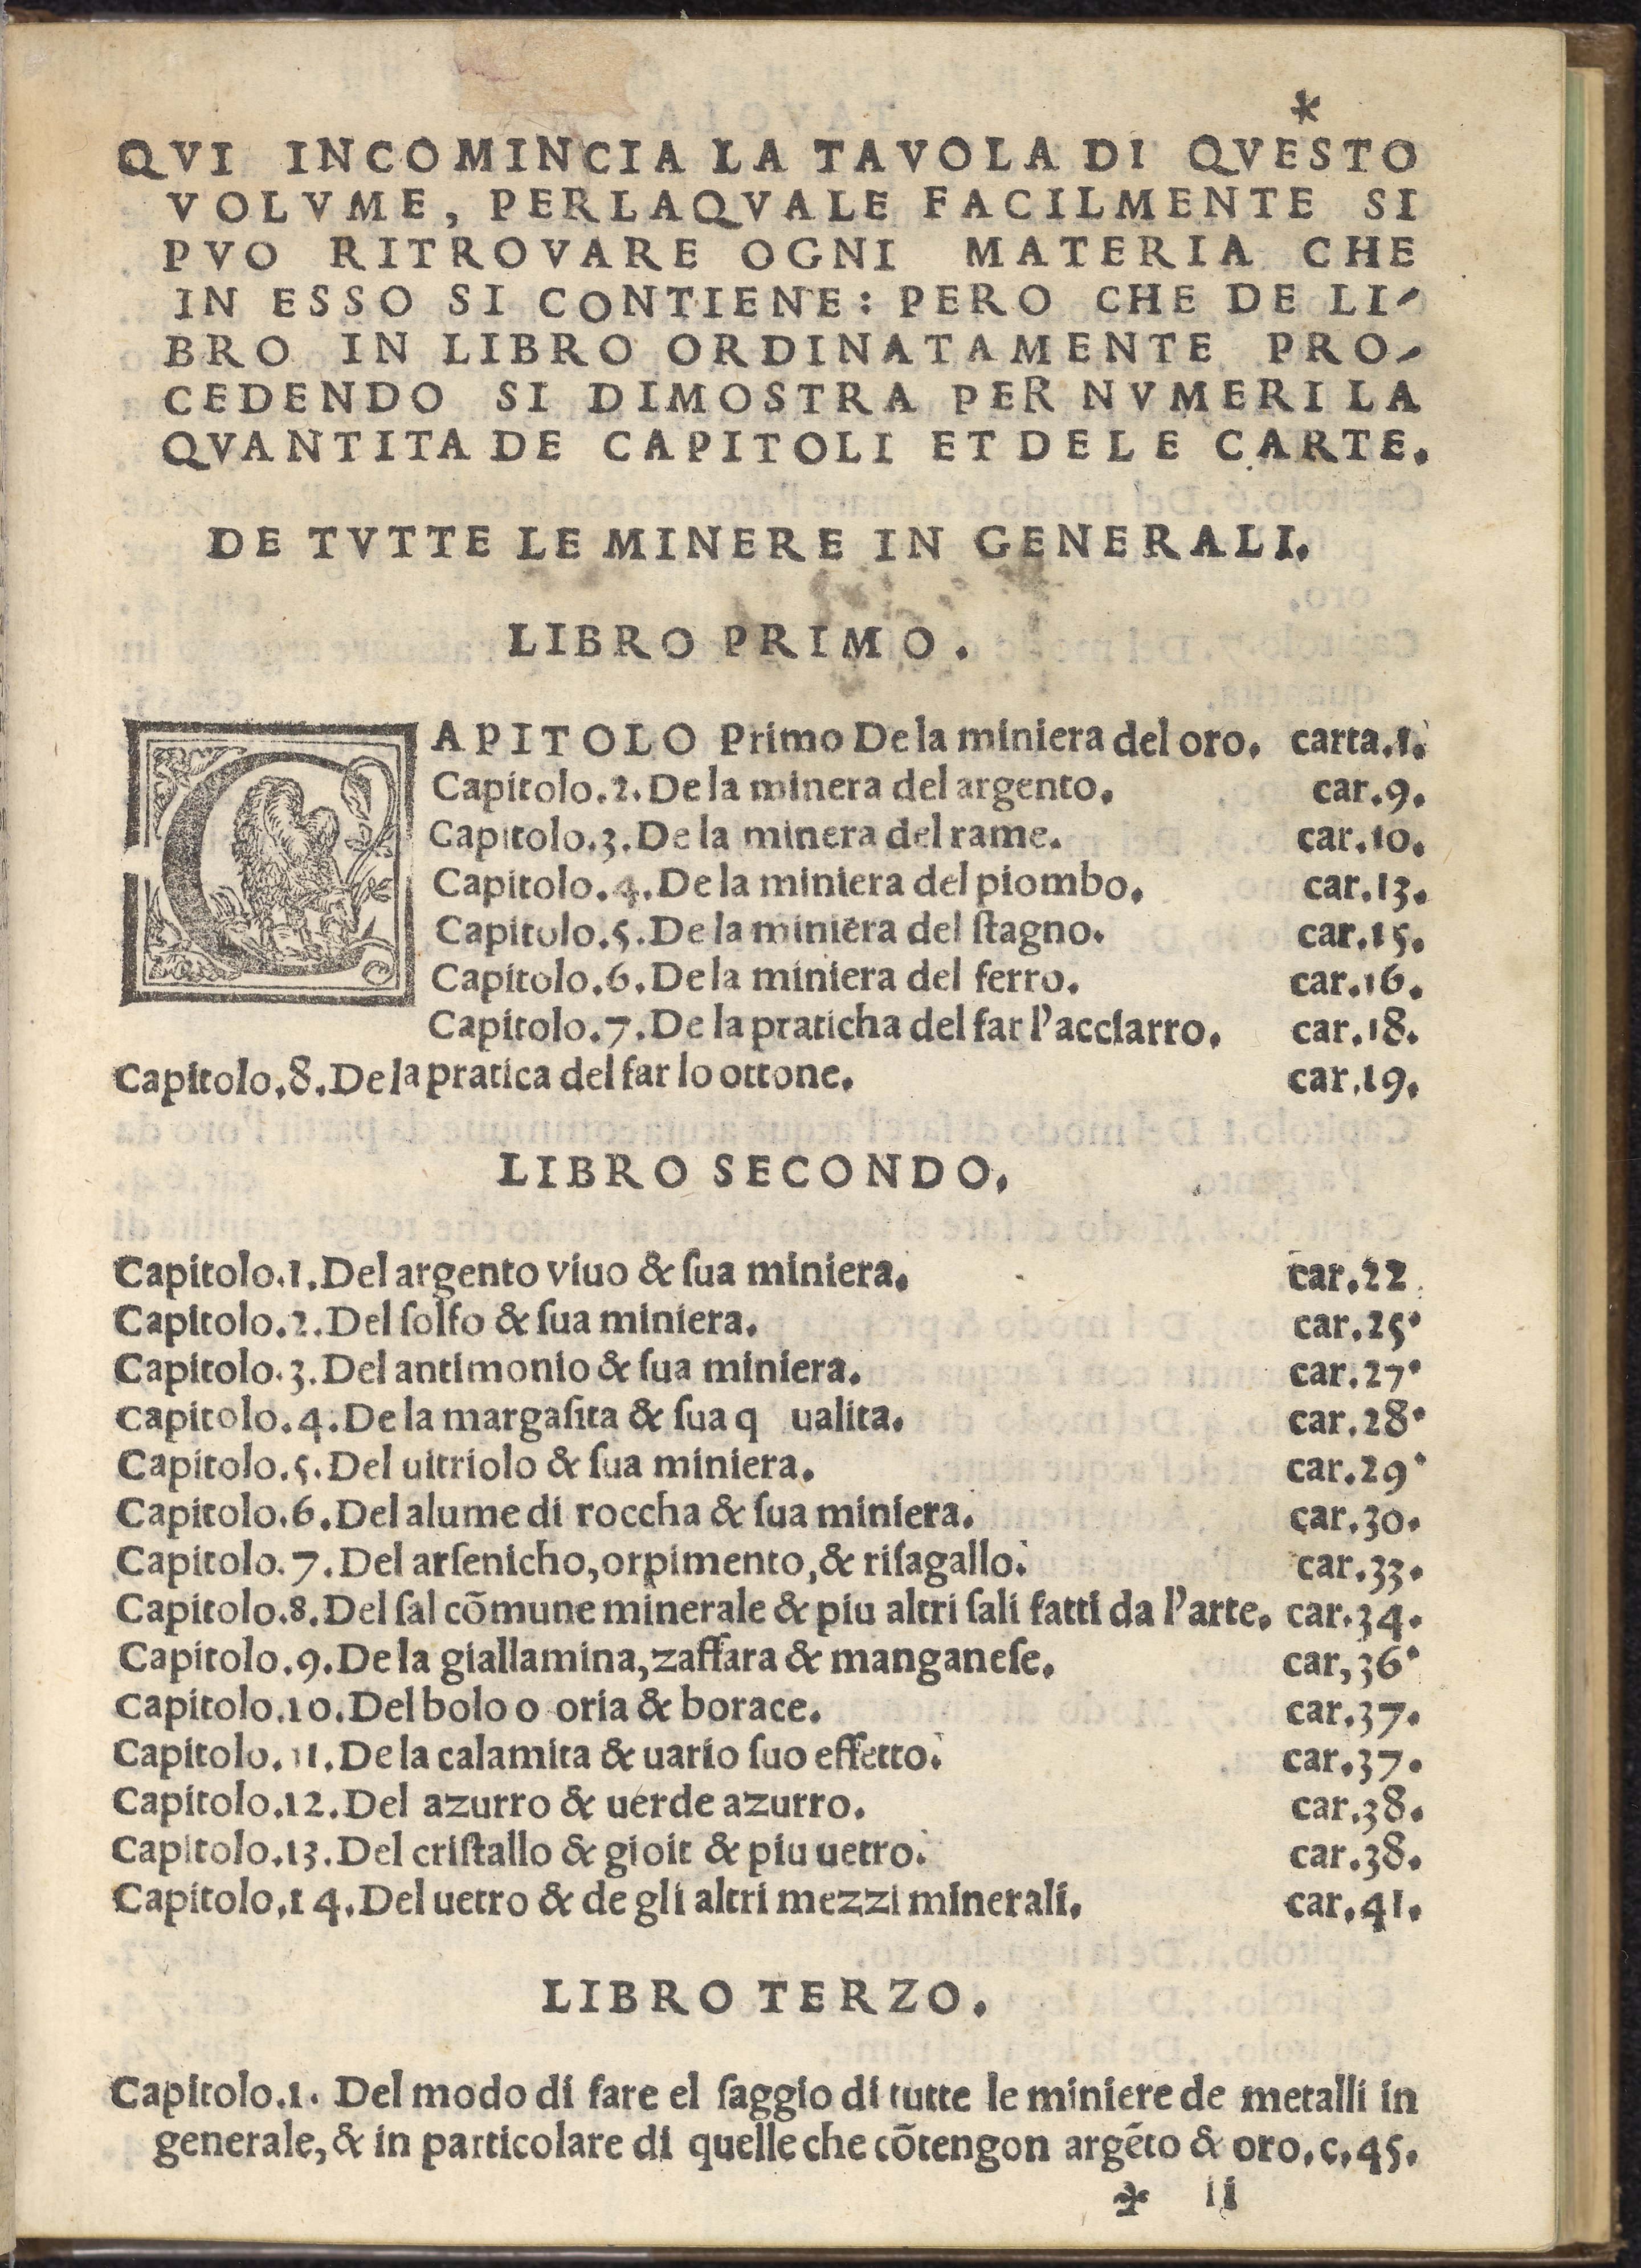 *
QVI INCOMINCIA LA TAVOLA DI QVESTO
VOLVME, PERLAQVALE FACILMENTE SI
PVO RITROVARE OGNI MATERIA CHE
IN ESSO SI CONTIENE: PERO CHE DE LI-
BRO IN LIBRO ORDINATAMENTE PRO-
CEDENDO SI DIMOSTRA PER NVMERI LA
QVANTITA DE CAPITOLI ET DE LE CARTE.
DE TVTTE LE MINERE IN GENERALI.
LIBRO PRIMO.
CAPITOLO Primo De la miniera del oro. carta.1.
Capitolo.2.De la minera del argento. car.9.
Capitolo.3.De la minera del rame. car.10.
Capitolo.4.De la miniera del piombo. car.13.
Capitolo.5.De la miniera del ſtagno. car.15.
Capitolo.6.De la miniera del ferro. car.16.
Capitolo.7.De la praticha del far l'acciarro. car.18.
Capitolo.8.De la pratica del far lo ottone. car.19.
LIBRO SECONDO.
Capitolo.1.Del argento viuo & ſua miniera. car.22
Capitolo.2.Del ſolfo & ſua miniera. car.25.
Capitolo.3.Del antimonio & ſua miniera. car.27.
Capitolo.4.De la margaſita & ſua q ualita. car.28.
Capitolo.5.Del uitriolo & ſua miniera. car.29.
Capitolo.6.Del alume di roccha & ſua miniera. car.30.
Capitolo.7.Del arſenicho,orpimento,& riſagallo. car.33.
Capitolo.8.Del ſal cõmune minerale & piu altri ſali fatti da l'arte. car.34.
Capitolo.9.De la giallamina,zaffara & manganeſe. car,36.
Capitolo.10.Del bolo o oria & borace. car.37.
Capitolo.11.De la calamita & uario ſuo effetto. car.37.
Capitolo.12.Del azurro & uerde azurro. car.38.
Capitolo.13.Del criſtallo & gioit & piu uetro. car.38.
Capitolo,14.Del uetro & de gli altri mezzi minerali. car.41.
LIBRO TERZO.
Capitolo.1. Del modo di fare el ſaggio di tutte le miniere de metalli in
generale,& in particolare di quelle che cõtengon argẽto & oro.c.45.
* ii